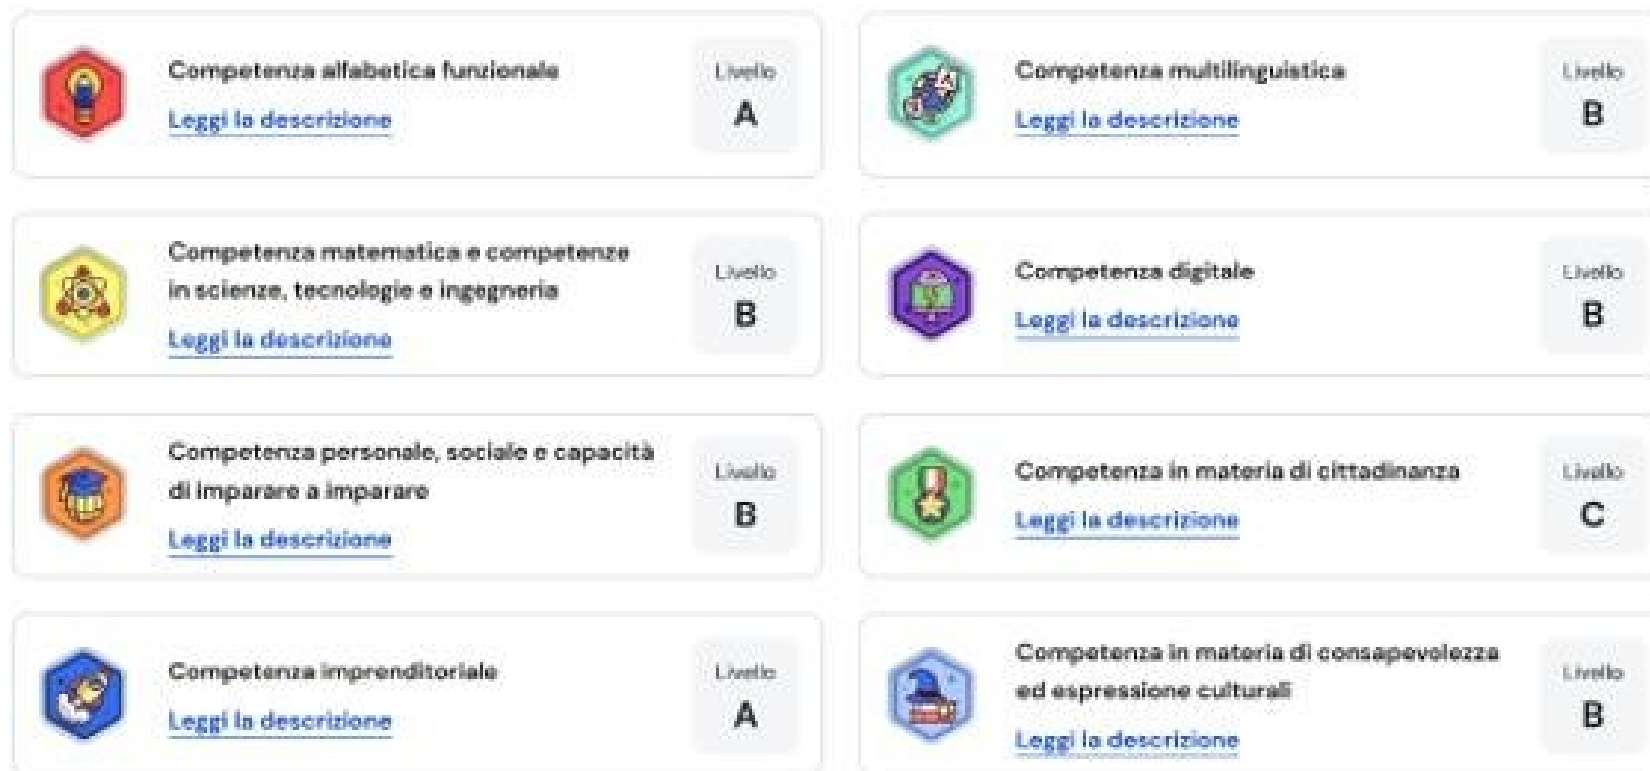 Competenza alfabetica funzionale
Leggi la descrizione
Livello
A
Competenza multilinguistica
Leggi la descrizione
Livello
B
Competenza matematica e competenze
in scienze, tecnologie e ingegneria
Leggi la descrizione
Livello
B
Competenza digitale
Leggi la descrizione
Livello
B
Competenza personale, sociale e capacità
di imparare a imparare
Leggi la descrizione
Livello
B
Competenza in materia di cittadinanza
Leggi la descrizione
Livello
C
Competenza imprenditoriale
Leggi la descrizione
Livello
A
Competenza in materia di consapevolezza
ed espressione culturali
Leggi la descrizione
Livello
B